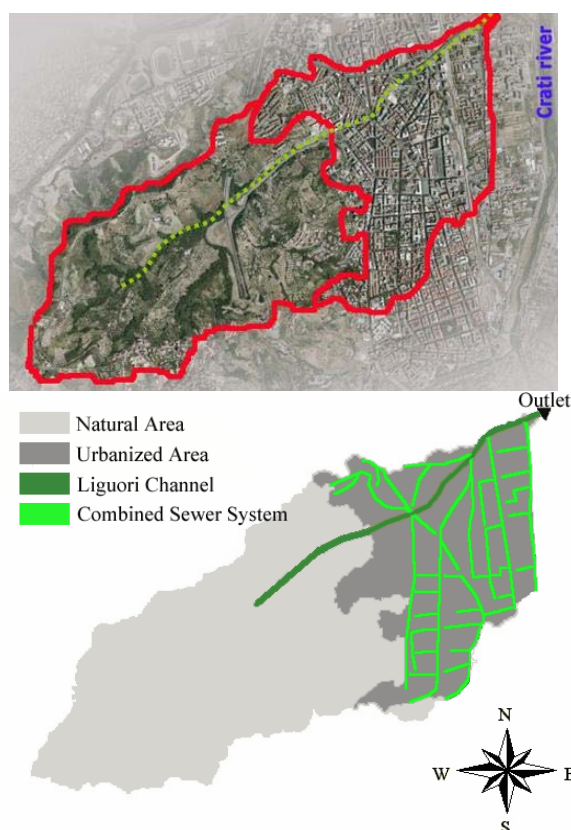 Crati river
Outlet
Natural Area
Urbanized Area
Liguori Channel
Combined Sewer System
N
W
E
S